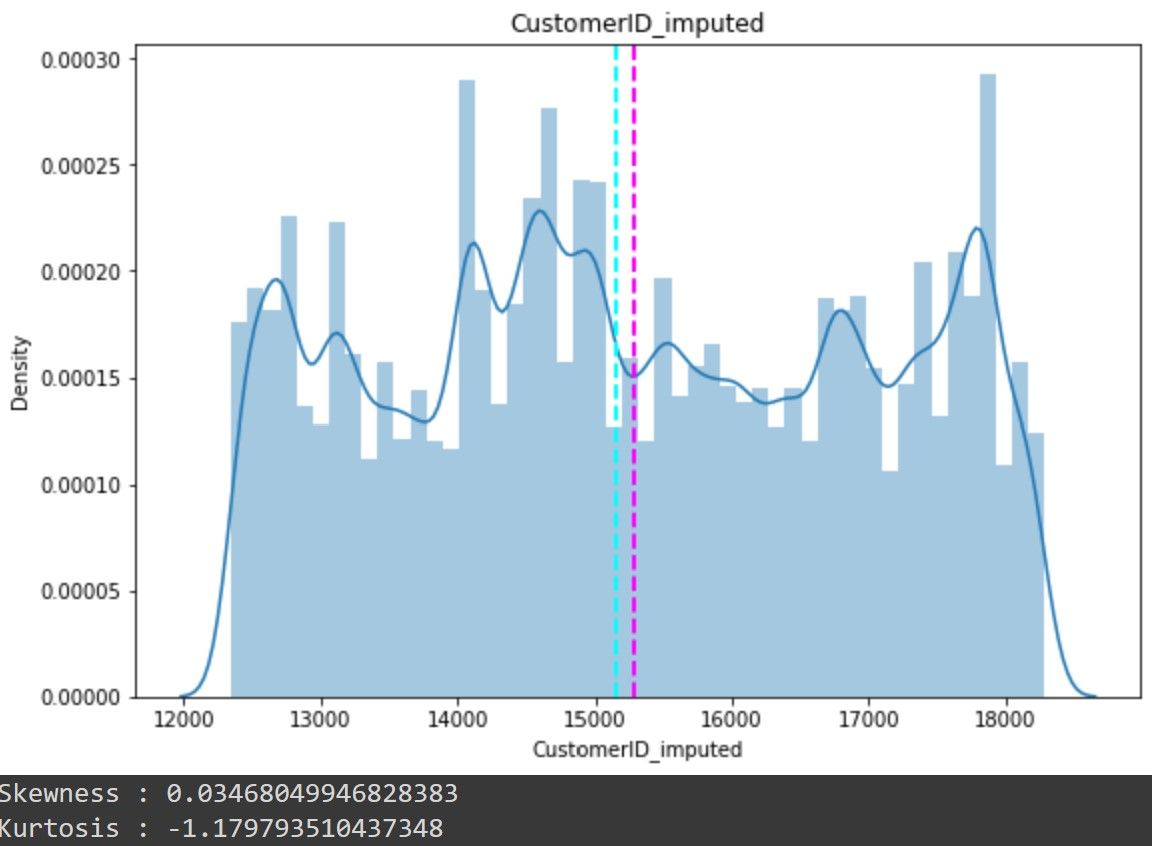 CustomerID_imputed
0.00030
0.00025
0.00020
0.00015
0.00010
0.00005
0.00000
Density
12000 13000 14000 15000 16000 17000 18000
CustomerID_imputed
Skewness : 0.03468049946828383
Kurtosis : -1.179793510437348